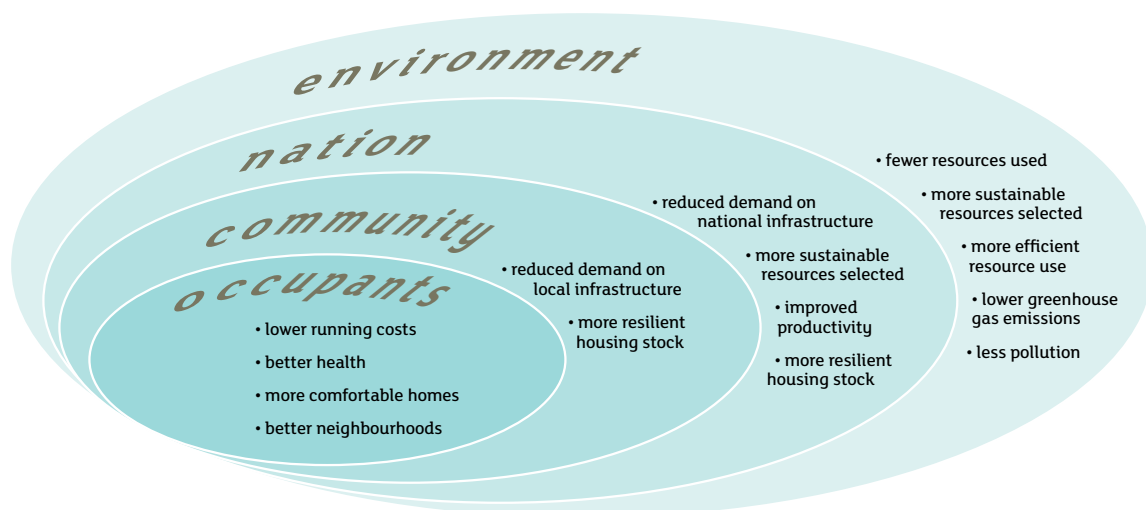 environment
nation
community
occupants
• lower running costs
• better health
• more comfortable homes
• better neighbourhoods
• reduced demand on
local infrastructure
• more resilient
housing stock
• reduced demand on
national infrastructure
• more sustainable
resources selected
• improved
productivity
• more resilient
housing stock
• fewer resources used
• more sustainable
resources selected
• more efficient
resource use
• lower greenhouse
gas emissions
• less pollution